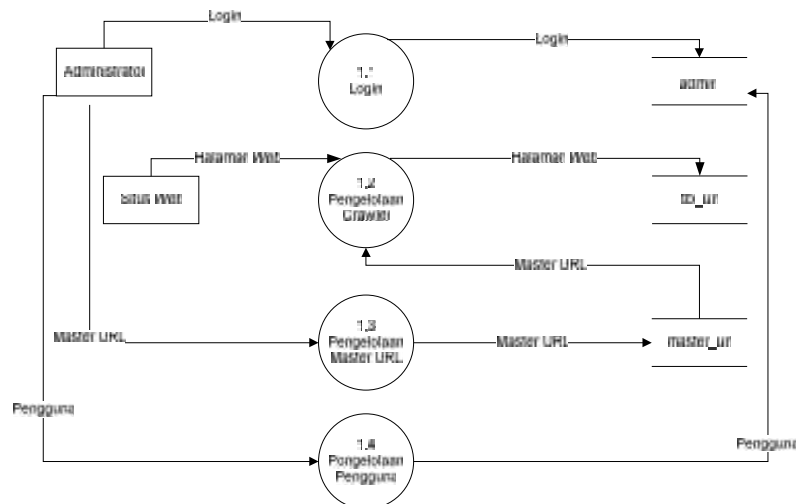 Login
Login
Administrator
1.1
Login
admin
Halaman Web
Halaman Web
Situs Web
1.2
Pengelolaan
Crawler
tbl_url
Master URL
Master URL
1.3
Pengelolaan
Master URL
Master URL
master_url
Pengguna
1.4
Pengelolaan
Pengguna
Pengguna